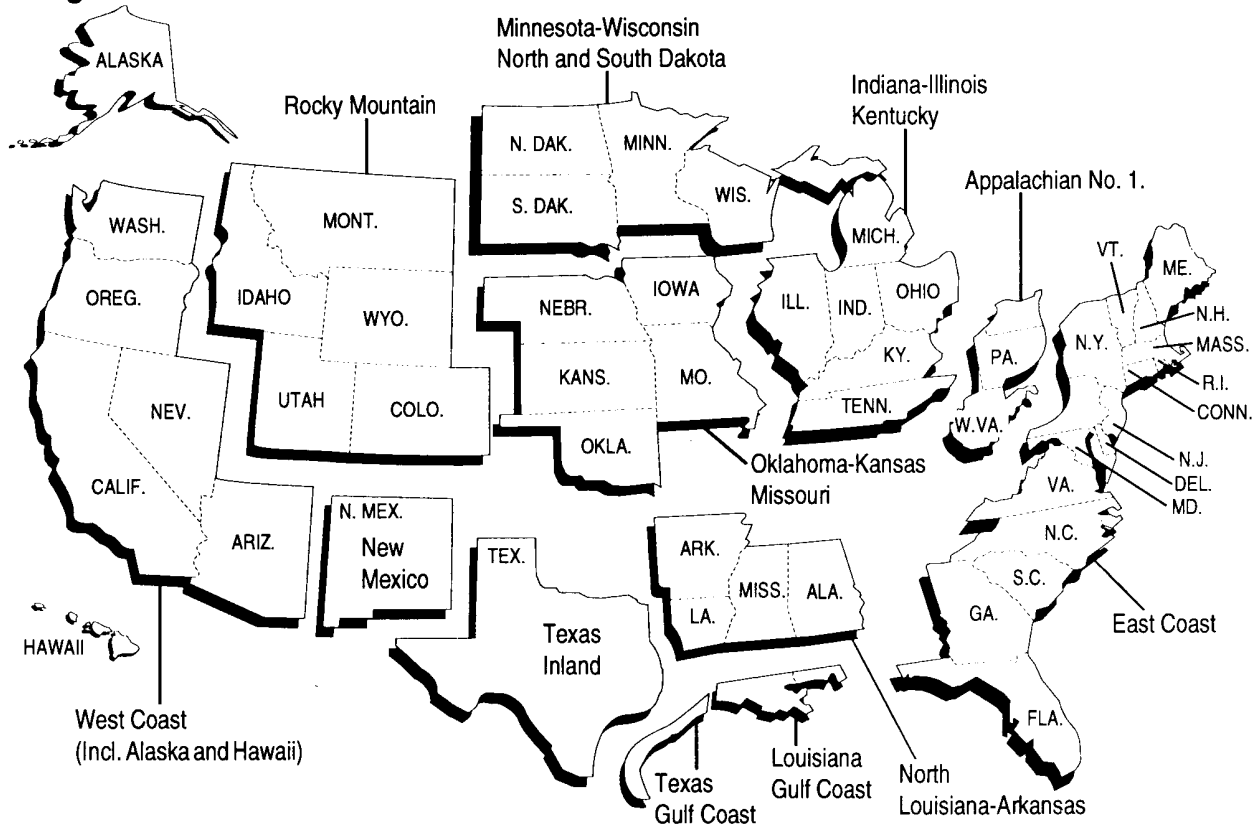 ALASKA
Minnesota-Wisconsin
North and South Dakota
Indiana-Illinois
Kentucky
Rocky Mountain
Appalachian No. 1.
N. DAK.
MINN.
S. DAK.
WIS.
WASH.
MONT.
MICH.
VT.
ME.
OREG.
IDAHO
WYO.
NEBR.
IOWA
ILL.
IND.
OHIO
PA.
N.Y.
N.H.
MASS.
R.I.
CONN.
KY.
KANS.
MO.
NEV.
UTAH
COLO.
TENN.
W.VA.
OKLA.
Oklahoma-Kansas
Missouri
N.J.
DEL.
MD.
VA.
CALIF.
ARIZ.
N. MEX.
New
Mexico
TEX.
ARK.
MISS.
ALA.
LA.
N.C.
S.C.
GA.
East Coast
HAWAII
Texas
Inland
FLA.
West Coast
(Incl. Alaska and Hawaii)
Texas
Gulf Coast
Louisiana
Gulf Coast
North
Louisiana-Arkansas